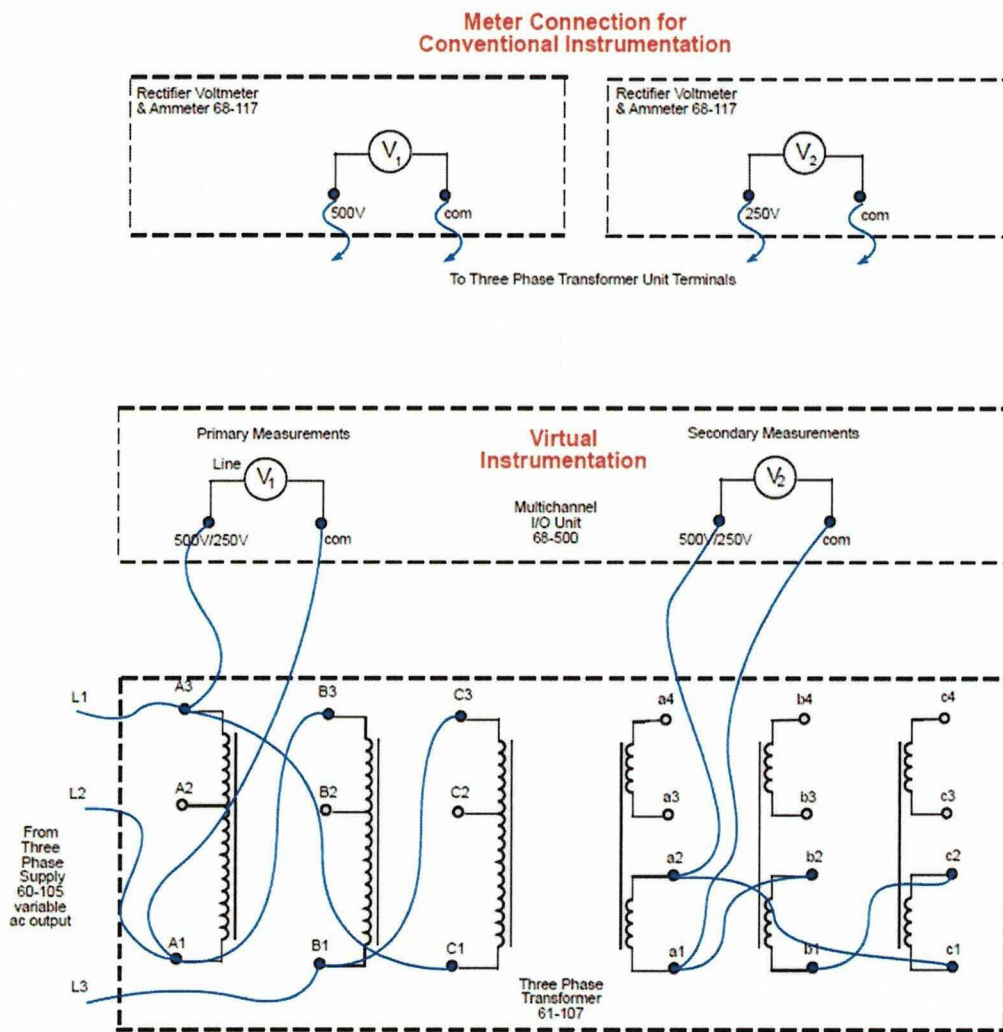 Meter Connection for
Conventional Instrumentation
Rectifier Voltmeter
& Ammeter 68-117
V1
500V
com
Rectifier Voltmeter
& Ammeter 68-117
V2
250V
com
To Three Phase Transformer Unit Terminals
Primary Measurements
Line
V1
500V/250V
com
Virtual
Instrumentation
Multichannel
I/O Unit
68-500
Secondary Measurements
V2
500V/250V
com
L1
L2
From
Three
Phase
Supply
60-105
variable
ac output
L3
A3
A2
A1
B3
B2
B1
C3
C2
C1
a4
a3
a2
a1
b4
b3
b2
b1
c4
c3
c2
c1
Three Phase
Transformer
61-107